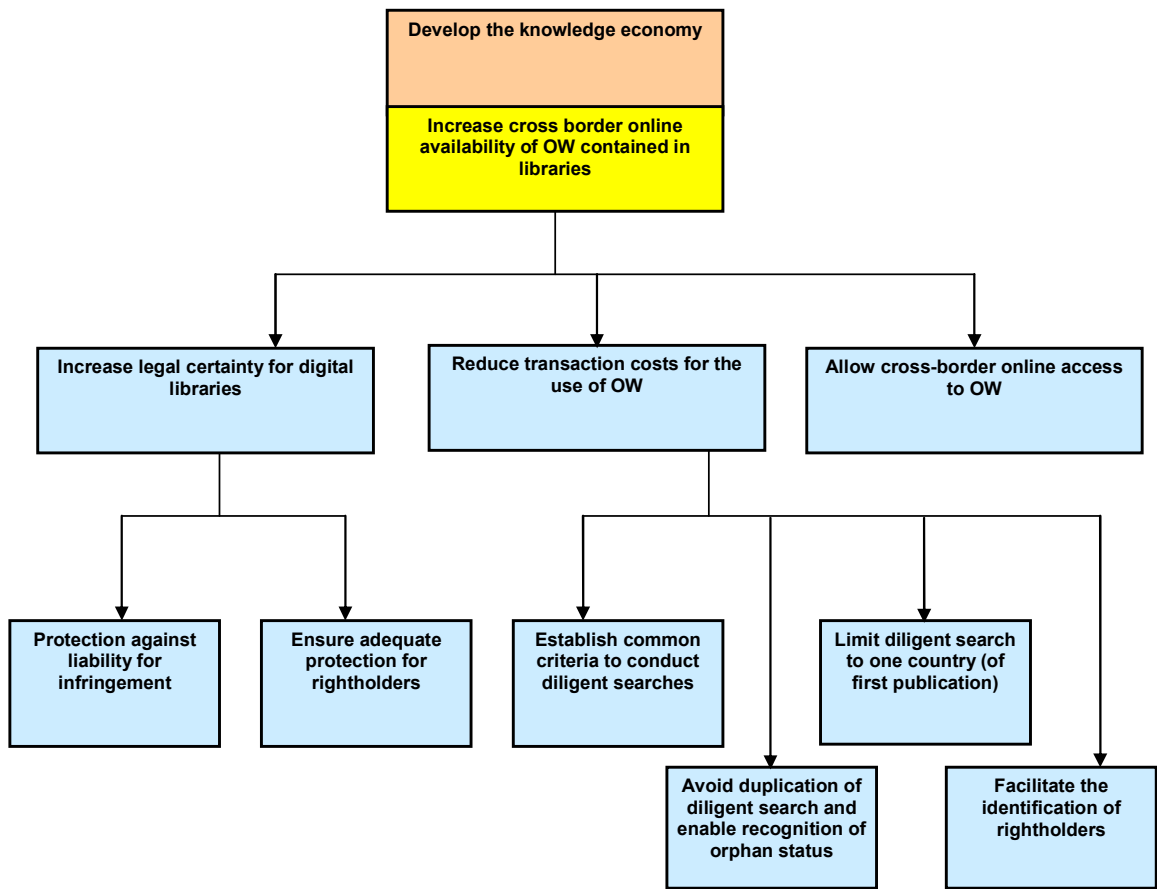 Develop the knowledge economy
Increase cross border online
availability of OW contained in
libraries
Increase legal certainty for digital
libraries
Reduce transaction costs for the
use of OW
Allow cross-border online access
to OW
Protection against
liability for
infringement
Ensure adequate
protection for
rightholders
Establish common
criteria to conduct
diligent searches
Limit diligent search
to one country (of
first publication)
Avoid duplication of
diligent search and
enable recognition of
orphan status
Facilitate the
identification of
rightholders